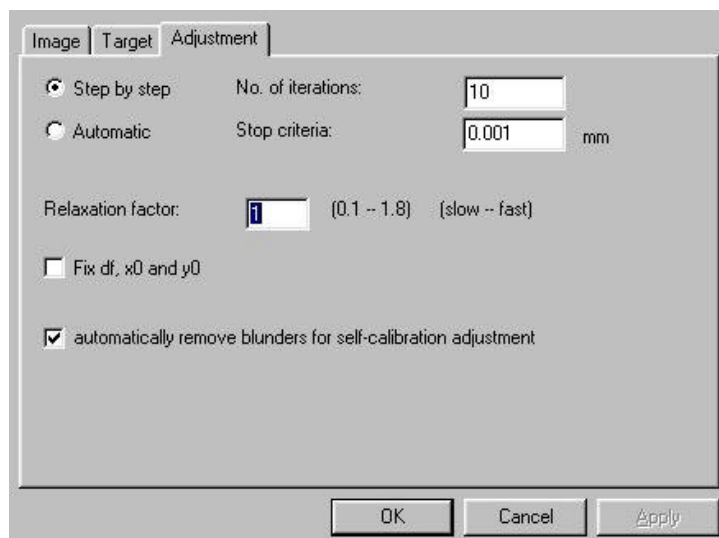 Image Target Adjustment
Step by step No. of iterations: 10
Automatic Stop criteria: 0.001 mm
Relaxation factor: 1 (0.1 -- 1.8) (slow -- fast)
Fix df, x0 and y0
automatically remove blunders for self-calibration adjustment
OK Cancel Apply